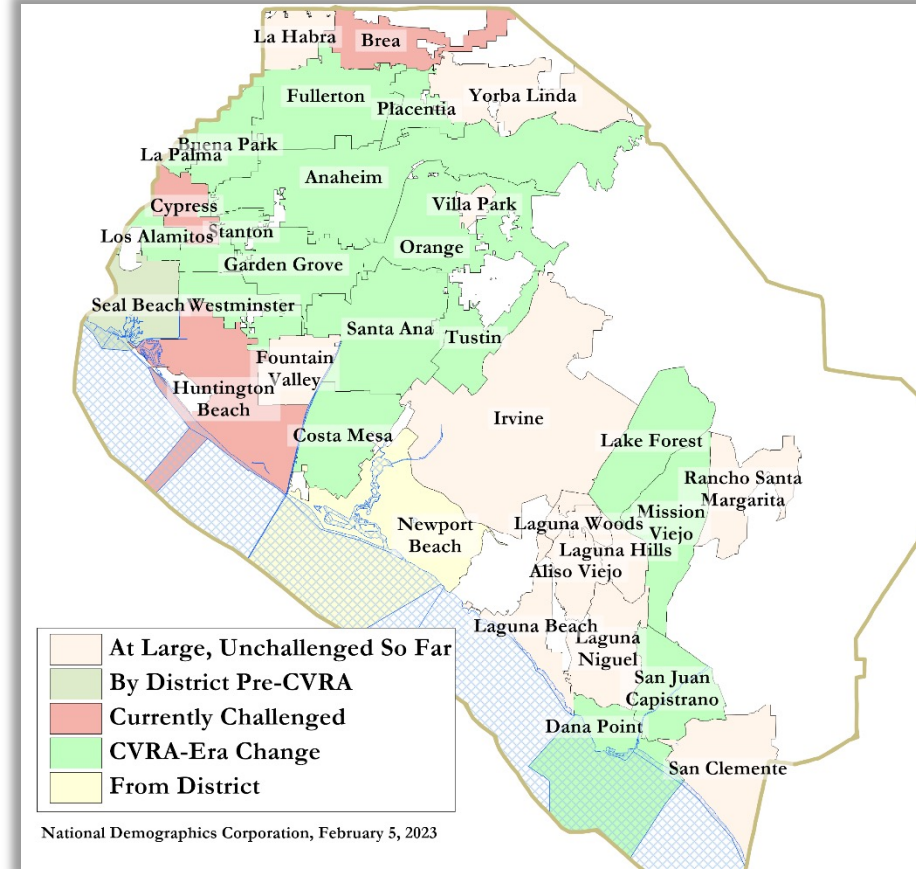 La Habra
Brea
Fullerton
Placentia
Yorba Linda
Buena Park
La Palma
Anaheim
Cypress
Villa Park
Stanton
Los Alamitos
Orange
Garden Grove
Seal Beach
Westminster
Santa Ana
Tustin
Fountain
Valley
Huntington
Beach
Irvine
Costa Mesa
Lake Forest
Rancho Santa
Margarita
Mission
Viejo
Newport
Beach
Laguna Woods
Laguna Hills
Aliso Viejo
Laguna Beach
Laguna
Niguel
San Juan
Capistrano
Dana Point
San Clemente
At Large, Unchallenged So Far
By District Pre-CVRA
Currently Challenged
CVRA-Era Change
From District
National Demographics Corporation, February 5, 2023